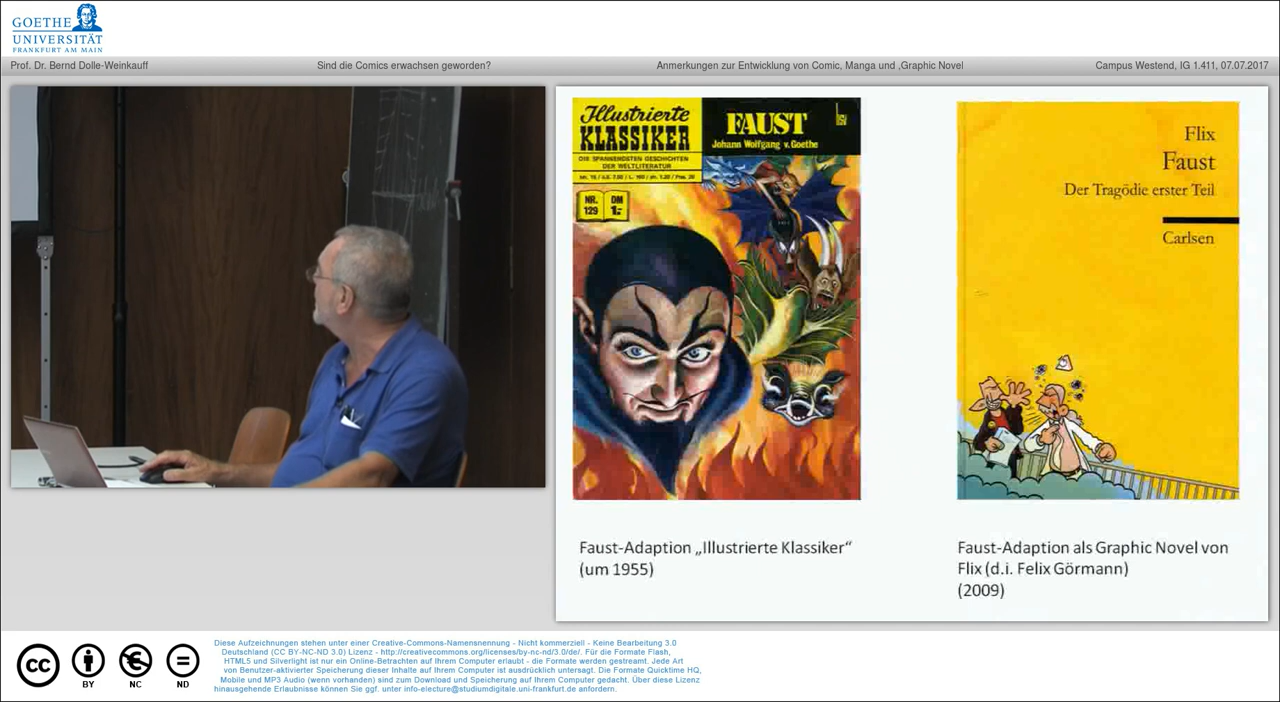 GOETHE
UNIVERSITÄT
FRANKFURT AM MAIN
Prof. Dr. Bernd Dolle-Weinkauff
Sind die Comics erwachsen geworden?
Anmerkungen zur Entwicklung von Comic, Manga und ‚Graphic Novel
Campus Westend, IG 1.411, 07.07.2017
Illustrierte
KLASSIKER
DIE SPANNENDSTEN GESCHICHTEN
DER WELTLITERATUR
NR.
129
DM
1.-
FAUST
Johann Wolfgang v. Goethe
Flix
Faust
Der Tragödie erster Teil
Carlsen
Faust-Adaption „Illustrierte Klassiker“
(um 1955)
Faust-Adaption als Graphic Novel von
Flix (d.i. Felix Görmann)
(2009)
cc
BY
NC
ND
Diese Aufzeichnungen stehen unter einer Creative-Commons-Namensnennung - Nicht kommerziell - Keine Bearbeitung 3.0
Deutschland (CC BY-NC-ND 3.0) Lizenz - http://creativecommons.org/licenses/by-nc-nd/3.0/de/. Für die Formate Flash,
HTML5 und Silverlight ist nur ein Online-Betrachten auf Ihrem Computer erlaubt - die Formate werden gestreamt. Jede Art
von Benutzer-aktivierter Speicherung dieser Inhalte auf Ihrem Computer ist ausdrücklich untersagt. Die Formate Quicktime HQ,
Mobile und MP3 Audio (wenn vorhanden) sind zum Download und Speicherung auf Ihrem Computer gedacht. Über diese Lizenz
hinausgehende Erlaubnisse können Sie ggf. unter info-electure@studiumdigitale.uni-frankfurt.de anfordern.